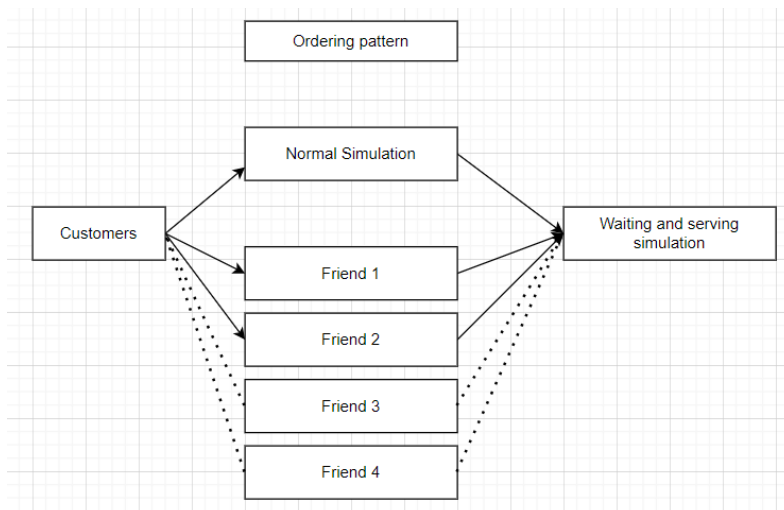 Ordering pattern
Normal Simulation
Customers
Waiting and serving
simulation
Friend 1
Friend 2
Friend 3
Friend 4